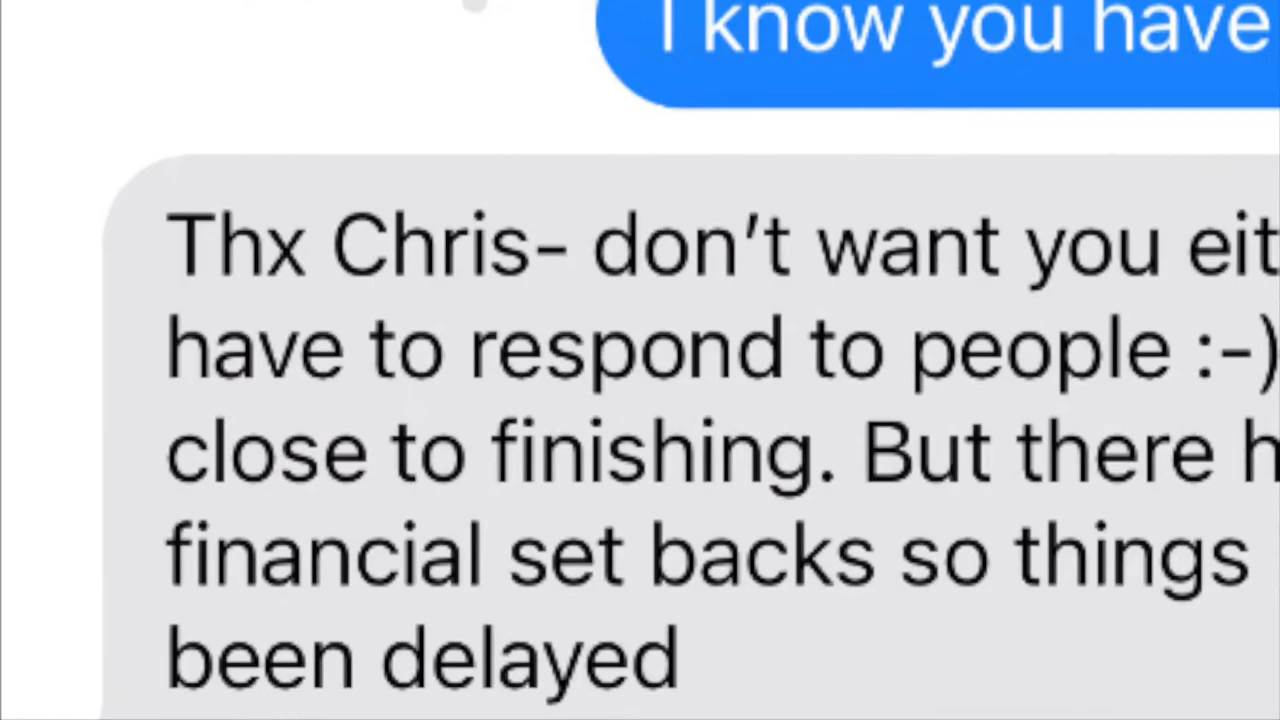 I know you have
Thx Chris- don’t want you
have to respond to people :-)
close to finishing. But there
financial set backs so things
been delayed